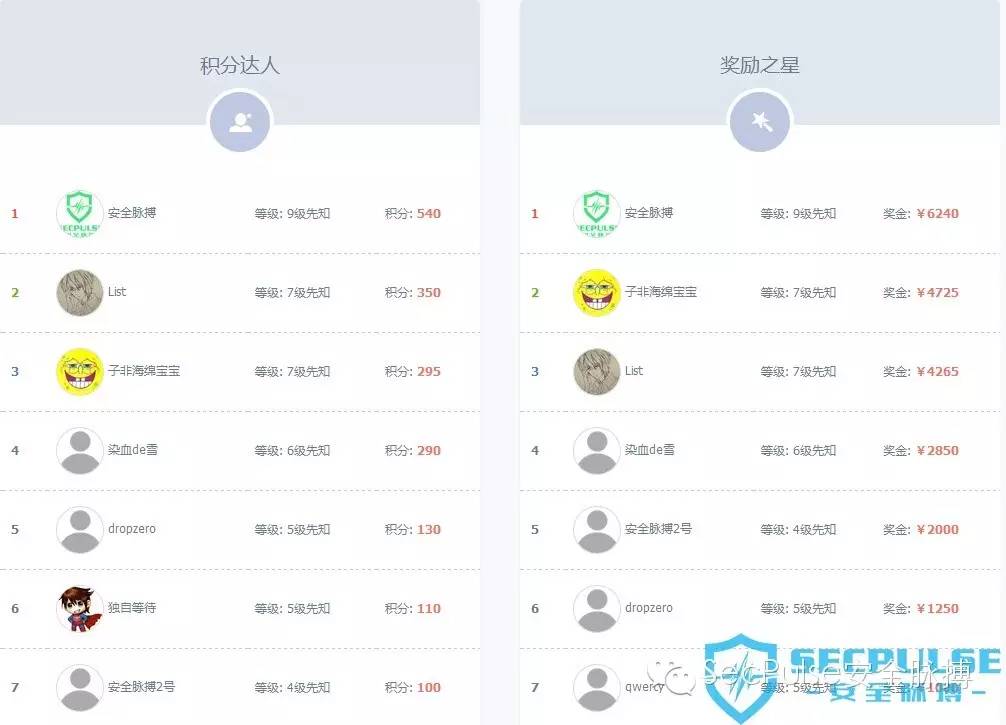 积分达人
1 安全脉搏 等级: 9级先知 积分: 540
2 List 等级: 7级先知 积分: 350
3 子非海绵宝宝 等级: 7级先知 积分: 295
4 染血de雪 等级: 6级先知 积分: 290
5 dropzero 等级: 5级先知 积分: 130
6 独自等待 等级: 5级先知 积分: 110
7 安全脉搏2号 等级: 4级先知 积分: 100
奖励之星
1 安全脉搏 等级: 9级先知 奖金: ￥6240
2 子非海绵宝宝 等级: 7级先知 奖金: ￥4725
3 List 等级: 7级先知 奖金: ￥4265
4 染血de雪 等级: 6级先知 奖金: ￥2850
5 安全脉搏2号 等级: 4级先知 奖金: ￥2000
6 dropzero 等级: 5级先知 奖金: ￥1250
7 qwercy 等级: 5级先知 奖金:
SECPULSE
SecPulse安全脉搏
-安全脉搏-